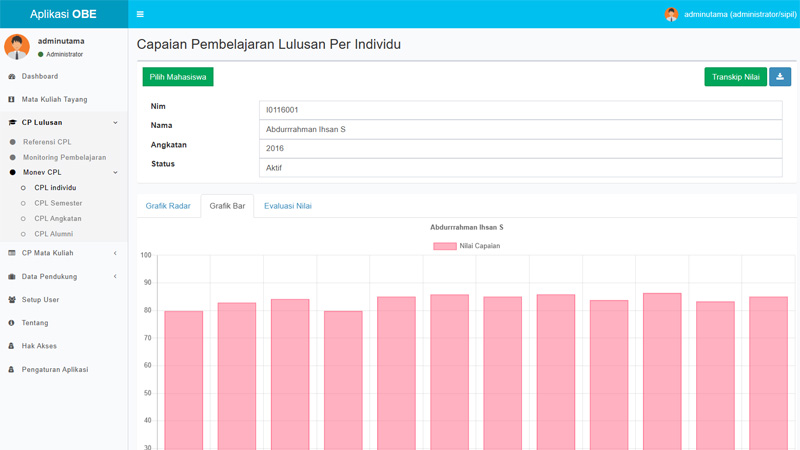 Aplikasi OBE
adminutama (administrator/sipil)
adminutama
Administrator
Dashboard
Mata Kuliah Tayang
CP Lulusan
Referensi CPL
Monitoring Pembelajaran
Monev CPL
CPL individu
CPL Semester
CPL Angkatan
CPL Alumni
CP Mata Kuliah
Data Pendukung
Setup User
Tentang
Hak Akses
Pengaturan Aplikasi
Capaian Pembelajaran Lulusan Per Individu
Pilih Mahasiswa
Transkip Nilai
Nim
I0116001
Nama
Abdurrrahman Ihsan S
Angkatan
2016
Status
Aktif
Grafik Radar
Grafik Bar
Evaluasi Nilai
Abdurrrahman Ihsan S
Nilai Capaian
100
90
80
70
60
50
40
30